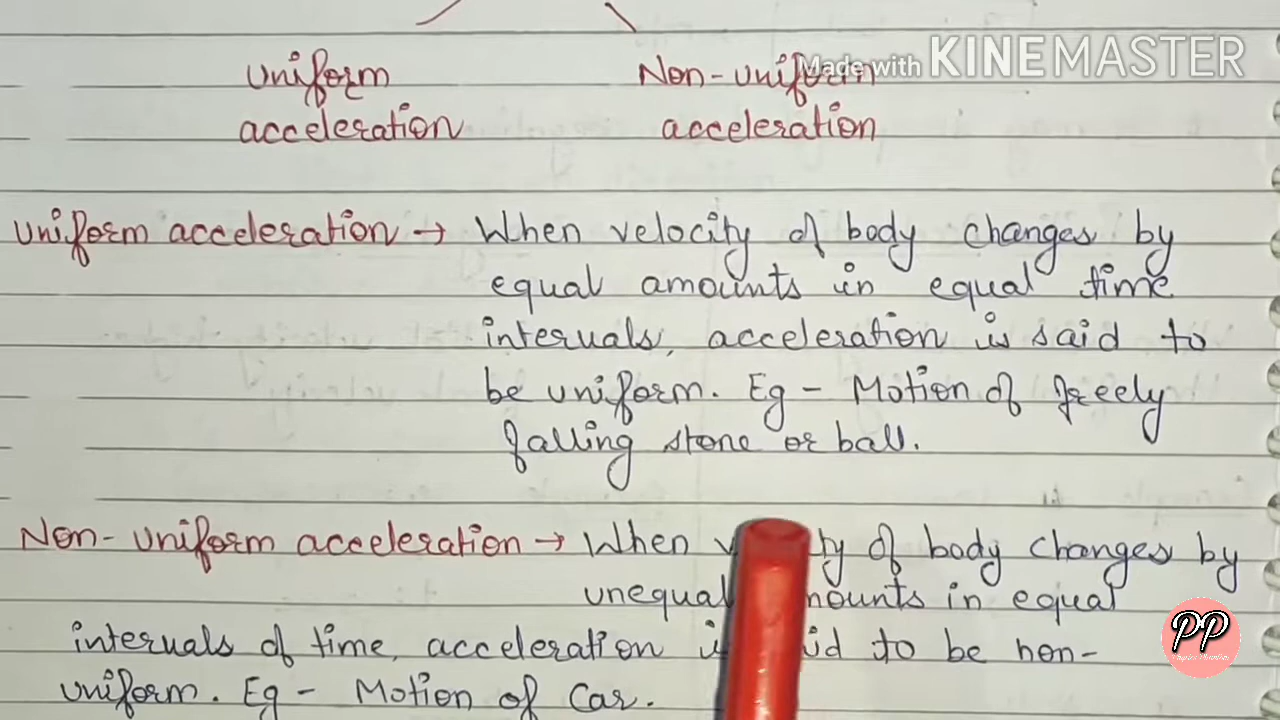 Made with KINEMASTER
Uniform Non-uniform
acceleration acceleration
Uniform acceleration → When velocity of body changes by
equal amounts in equal time
intervals, acceleration is said to
be uniform. Eg - Motion of freely
falling stone or ball.
Non-uniform acceleration → When of body changes by
unequal in equal
intervals of time, acceleration to be non-
uniform. Eg - Motion of Car.
PP